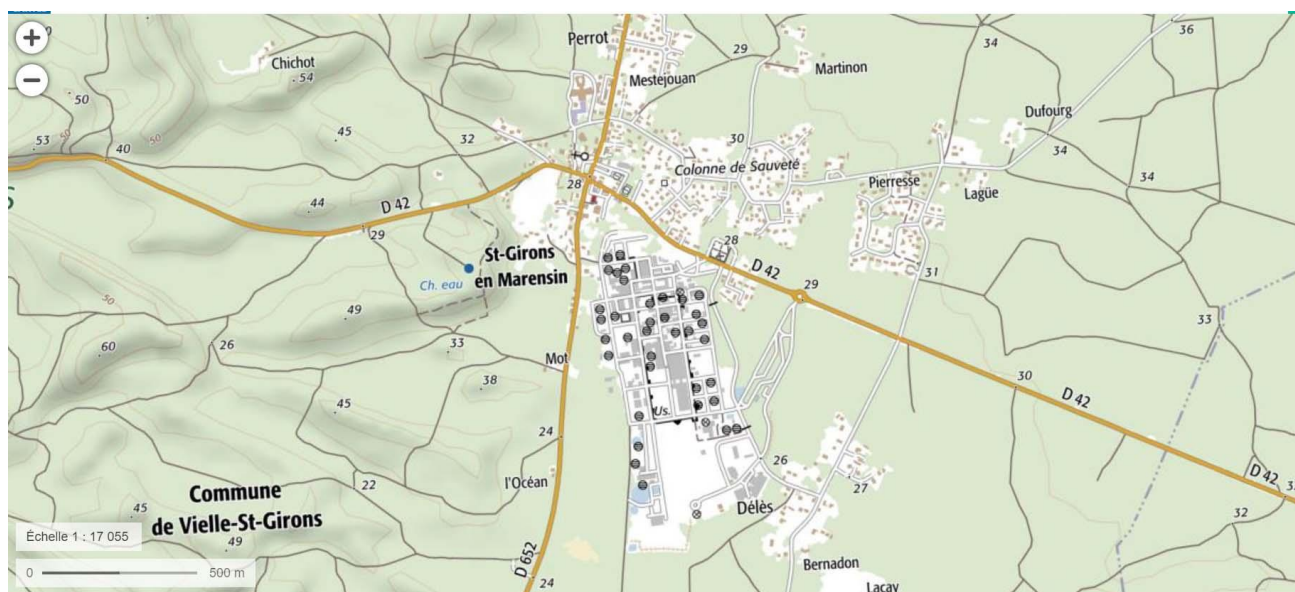 Perrot
Chichot
54
Mestejouan
29
Martinon
34
36
50
53
50
50
40
45
32
30
Dufourg
34
Colonne de Sauveté
28
Pierresse
Lagüe
34
44
D 42
29
St-Girons
en Marensin
Ch. eau
28
D 42
29
31
50
49
33
60
26
33
Mot
38
30
D 42
45
Us.
24
22
l'Océan
26
27
D 42
Commune
de Vielle-St-Girons
45
49
Délès
32
D 652
24
Bernadon
Lacay
Échelle 1 : 17 055
0
500 m